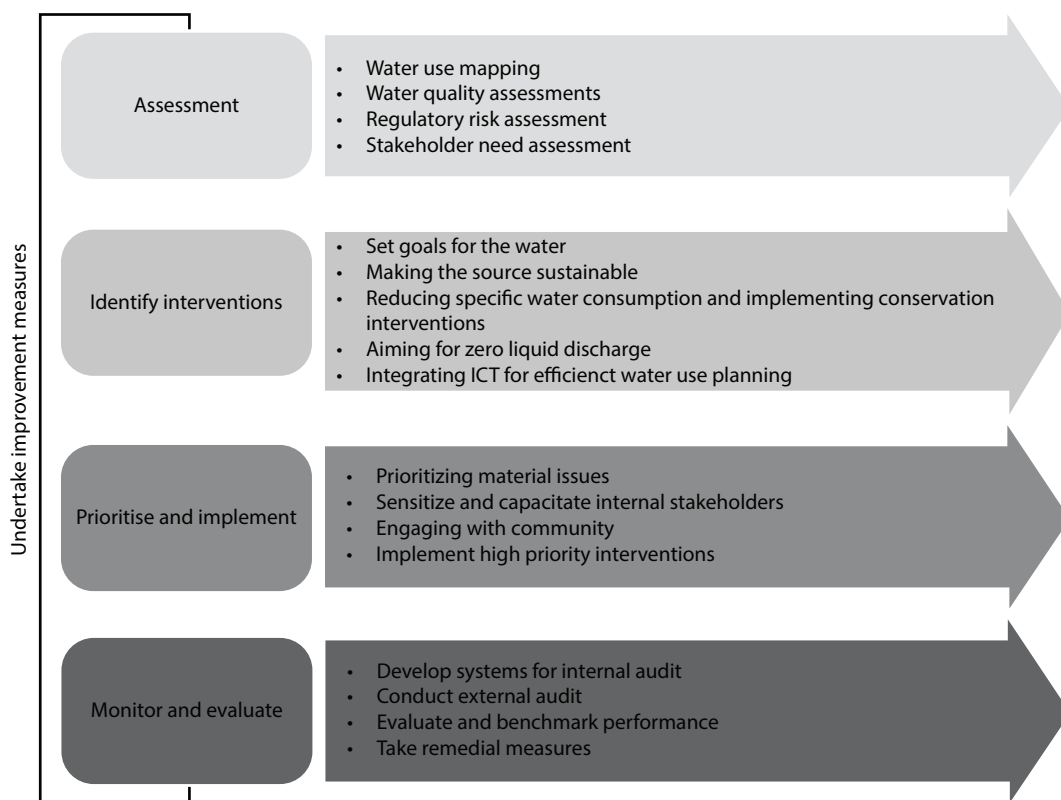 Undertake improvement measures
Assessment
• Water use mapping
• Water quality assessments
• Regulatory risk assessment
• Stakeholder need assessment
Identify interventions
• Set goals for the water
• Making the source sustainable
• Reducing specific water consumption and implementing conservation
interventions
• Aiming for zero liquid discharge
• Integrating ICT for efficienct water use planning
Prioritise and implement
• Prioritizing material issues
• Sensitize and capacitate internal stakeholders
• Engaging with community
• Implement high priority interventions
Monitor and evaluate
• Develop systems for internal audit
• Conduct external audit
• Evaluate and benchmark performance
• Take remedial measures